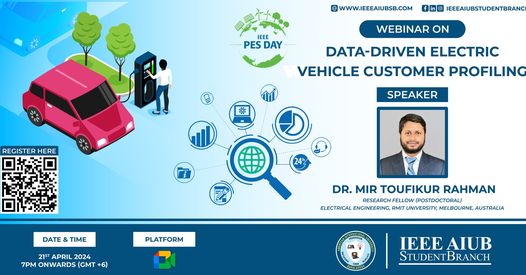 WWW.IEEEAIUBSB.COM
IEEEAIUBSTUDENTBRANCH
IEEE
PES DAY
WEBINAR ON
DATA-DRIVEN ELECTRIC
VEHICLE CUSTOMER PROFILING
SPEAKER
24
REGISTER HERE
DR. MIR TOUFIKUR RAHMAN
RESEARCH FELLOW (POSTDOCTORAL)
ELECTRICAL ENGINEERING, RMIT UNIVERSITY, MELBOURNE, AUSTRALIA
DATE & TIME
PLATFORM
21ST APRIL 2024
7PM ONWARDS (GMT +6)
IEEE AIUB
STUDENT BRANCH